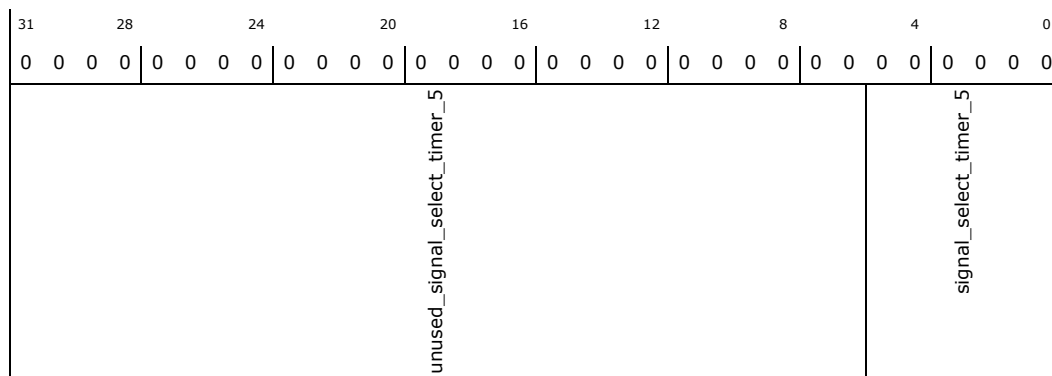 31 28 24 20 16 12 8 4 0
0 0 0 0 0 0 0 0 0 0 0 0 0 0 0 0 0 0 0 0 0 0 0 0 0 0 0 0 0 0 0 0
unused_signal_select_timer_5
signal_select_timer_5